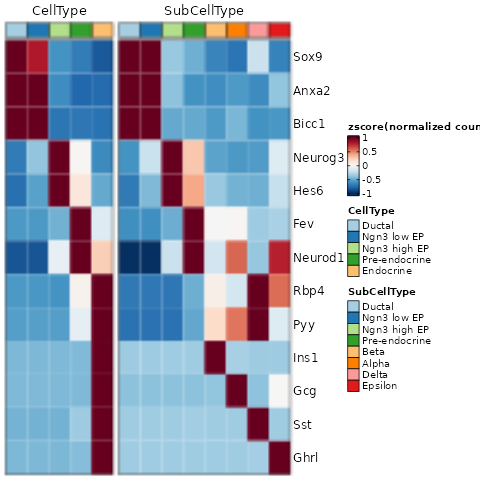 CellType SubCellType
Sox9
Anxa2
Bicc1
Neurog3
Hes6
Fev
Neurod1
Rbp4
Pyy
Ins1
Gcg
Sst
Ghrl
zscore(normalized coun
1
0.5
0
-0.5
-1
CellType
Ductal
Ngn3 low EP
Ngn3 high EP
Pre-endocrine
Endocrine
SubCellType
Ductal
Ngn3 low EP
Ngn3 high EP
Pre-endocrine
Beta
Alpha
Delta
Epsilon